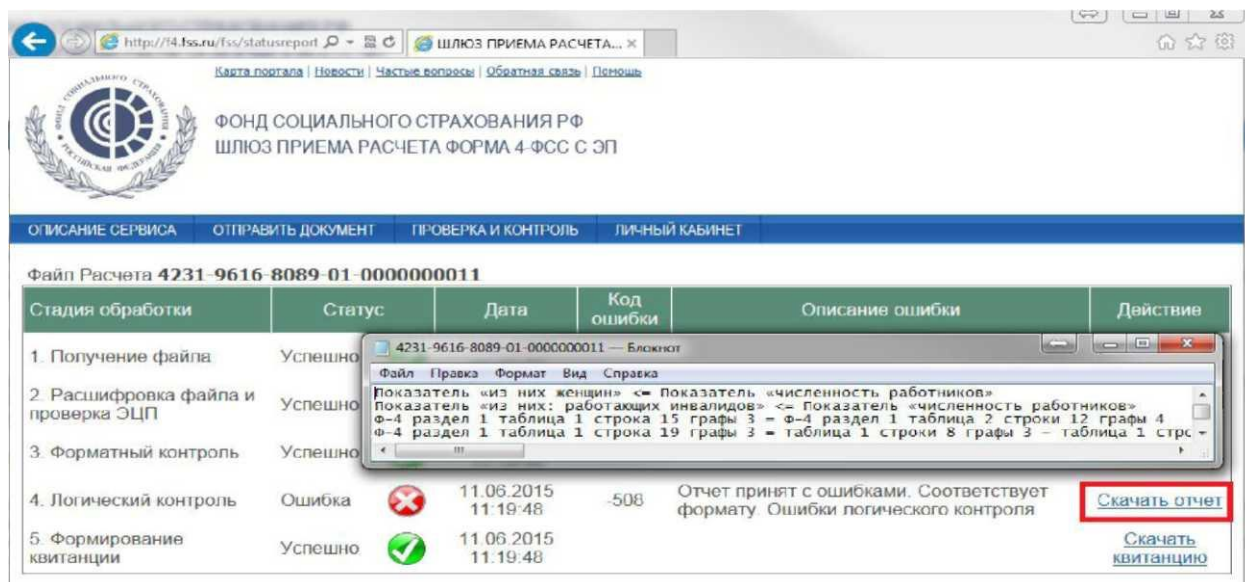 http://f4.fss.ru/fss/statusreport
ШЛЮЗ ПРИЕМА РАСЧЕТА...
Карта портала | Новости | Частые вопросы | Обратная связь | Помощь
ФОНД СОЦИАЛЬНОГО СТРАХОВАНИЯ РФ
ШЛЮЗ ПРИЕМА РАСЧЕТА ФОРМА 4-ФСС С ЭП
ОПИСАНИЕ СЕРВИСА ОТПРАВИТЬ ДОКУМЕНТ ПРОВЕРКА И КОНТРОЛЬ ЛИЧНЫЙ КАБИНЕТ
Файл Расчета 4231-9616-8089-01-0000000011
Стадия обработки Статус Дата Код ошибки Описание ошибки Действие
1. Получение файла Успешно
2. Расшифровка файла и проверка ЭЦП Успешно
3. Форматный контроль Успешно
4231-9616-8089-01-0000000011 — Блокнот
Файл Правка Формат Вид Справка
Показатель «из них женщин» <= Показатель «численность работников»
Показатель «из них: работающих инвалидов» <= Показатель «численность работников»
Ф-4 раздел 1 таблица 1 строка 15 графы 3 = Ф-4 раздел 1 таблица 2 строки 12 графы 4
Ф-4 раздел 1 таблица 1 строка 19 графы 3 = таблица 1 строки 8 графы 3 - таблица 1 стро
4. Логический контроль Ошибка 11.06.2015 11:19:48 -508 Отчет принят с ошибками. Соответствует формату. Ошибки логического контроля Скачать отчет
5. Формирование квитанции Успешно 11.06.2015 11:19:48 Скачать квитанцию